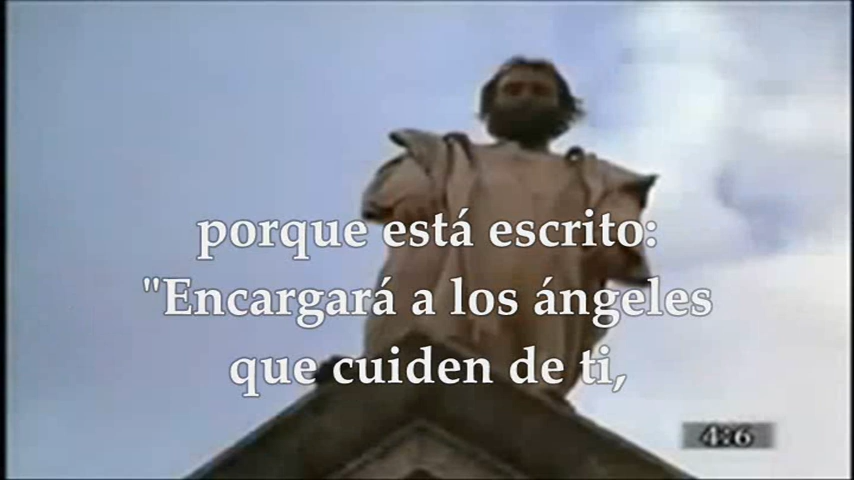 porque está escrito:
"Encargará a los ángeles
que cuiden de ti,
4:6